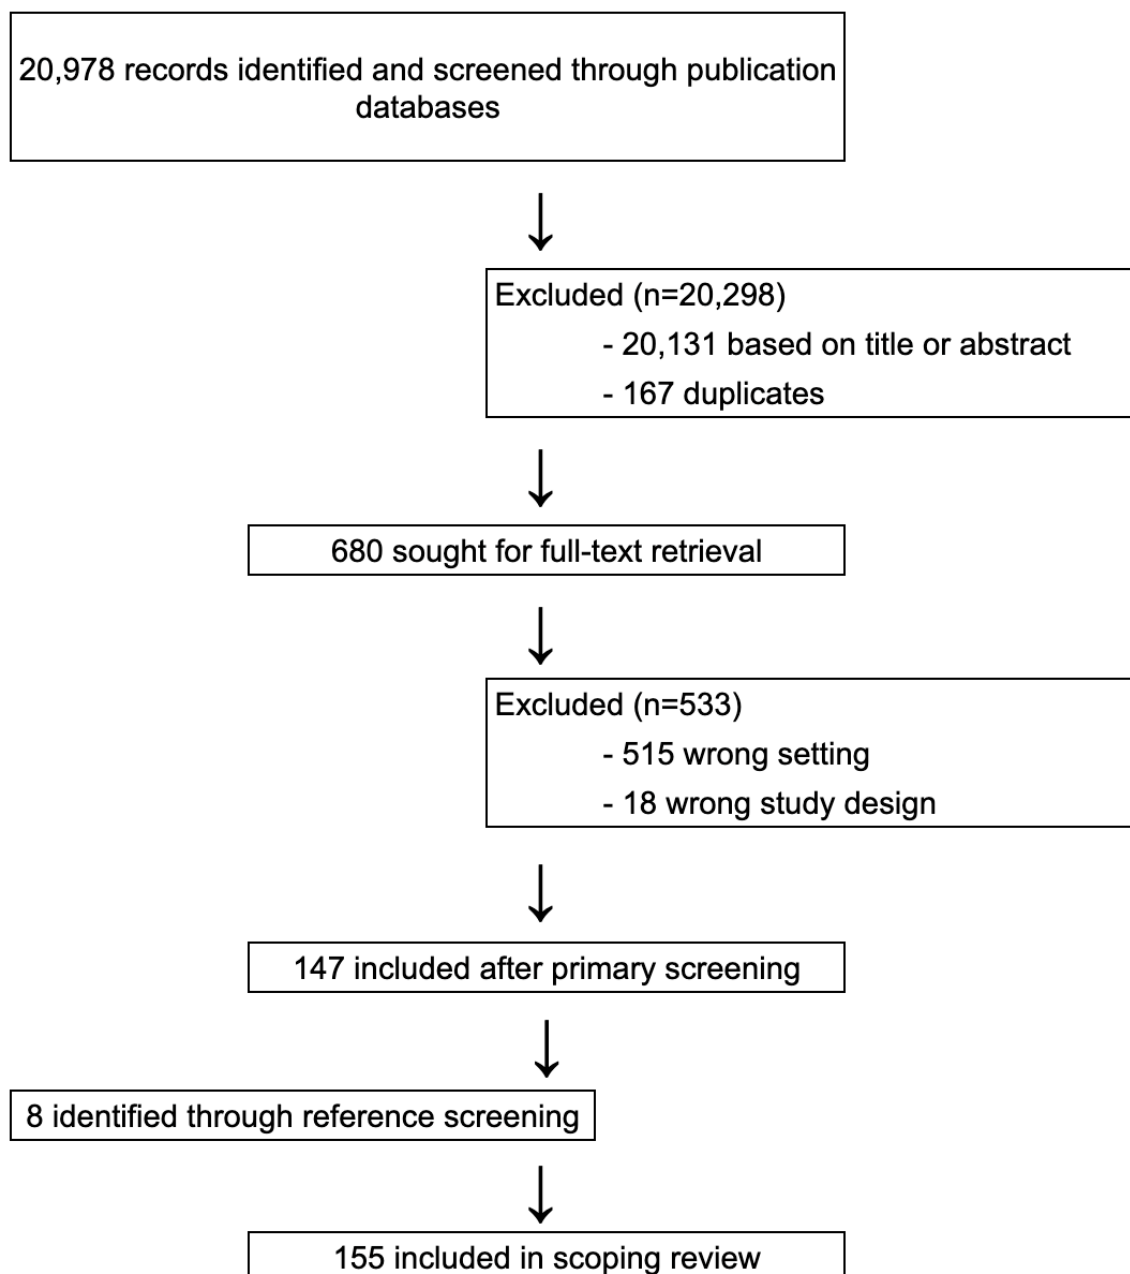 20,978 records identified and screened through publication
databases
Excluded (n=20,298)
- 20,131 based on title or abstract
- 167 duplicates
680 sought for full-text retrieval
Excluded (n=533)
- 515 wrong setting
- 18 wrong study design
147 included after primary screening
8 identified through reference screening
155 included in scoping review